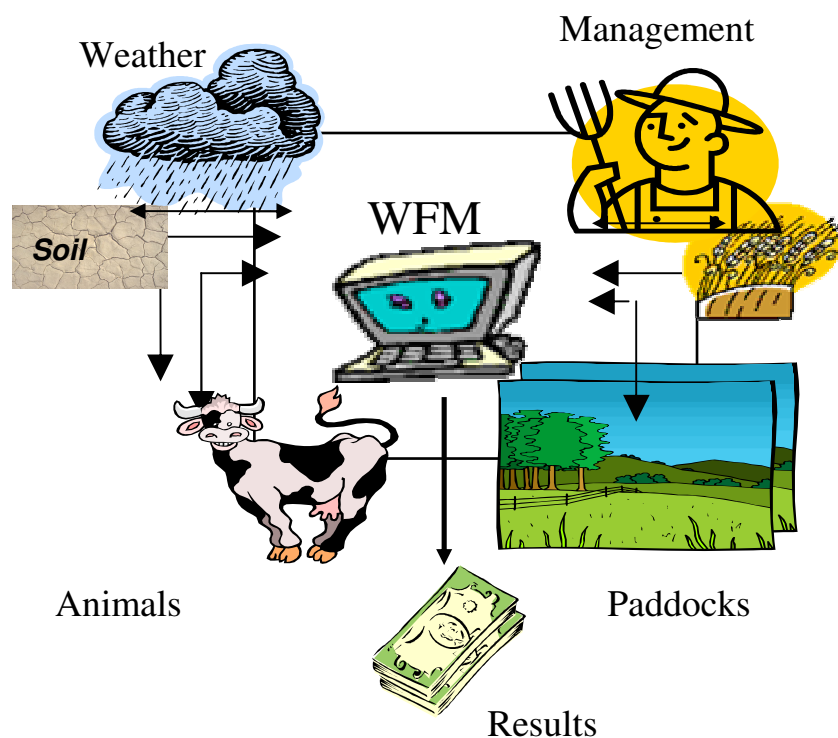 Management
Weather
WFM
Soil
Animals
Paddocks
Results